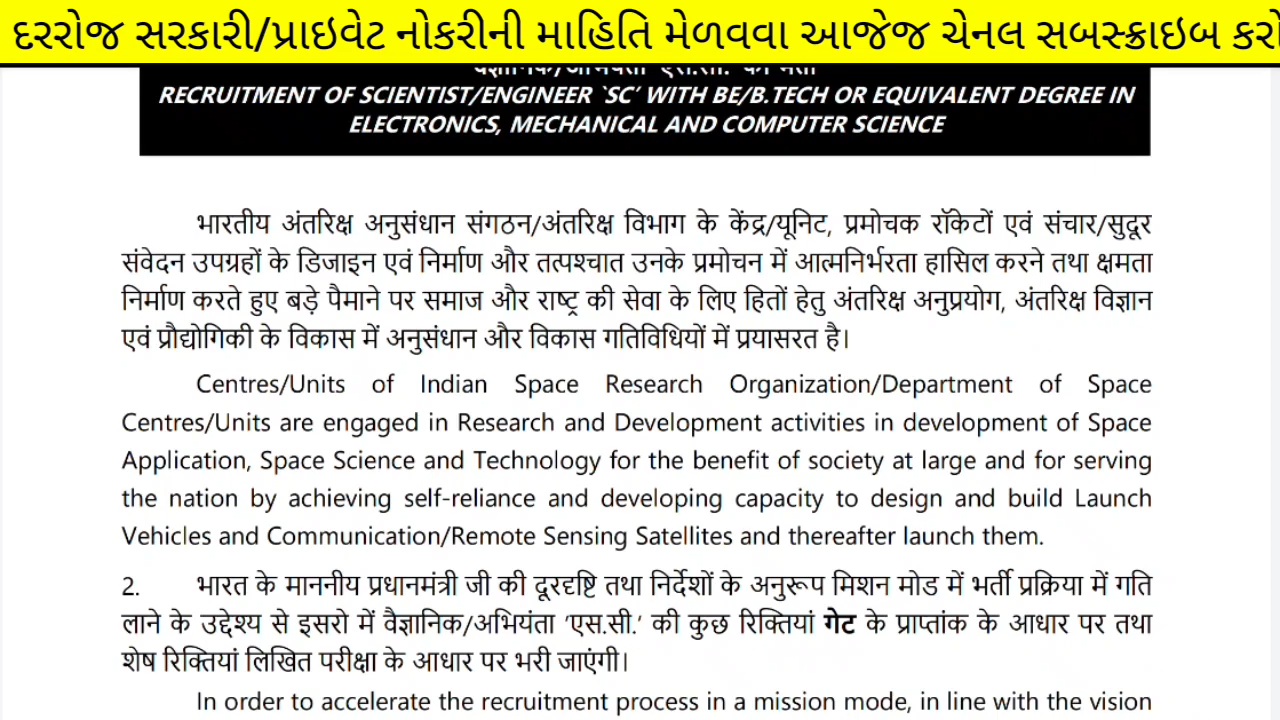 દરરોજ સરકારી/પ્રાઇવેટ નોકરીની માહિતિ મેળવવા આજેજ ચેનલ સબસ્ક્રાઇબ કરો
वैज्ञानिक/अभियंता 'एस.सी.' की भर्ती
RECRUITMENT OF SCIENTIST/ENGINEER `SC' WITH BE/B.TECH OR EQUIVALENT DEGREE IN
ELECTRONICS, MECHANICAL AND COMPUTER SCIENCE
भारतीय अंतरिक्ष अनुसंधान संगठन/अंतरिक्ष विभाग के केंद्र/यूनिट, प्रमोचक रॉकेटों एवं संचार/सुदूर
संवेदन उपग्रहों के डिजाइन एवं निर्माण और तत्पश्चात उनके प्रमोचन में आत्मनिर्भरता हासिल करने तथा क्षमता
निर्माण करते हुए बड़े पैमाने पर समाज और राष्ट्र की सेवा के लिए हितों हेतु अंतरिक्ष अनुप्रयोग, अंतरिक्ष विज्ञान
एवं प्रौद्योगिकी के विकास में अनुसंधान और विकास गतिविधियों में प्रयासरत है।
Centres/Units of Indian Space Research Organization/Department of Space
Centres/Units are engaged in Research and Development activities in development of Space
Application, Space Science and Technology for the benefit of society at large and for serving
the nation by achieving self-reliance and developing capacity to design and build Launch
Vehicles and Communication/Remote Sensing Satellites and thereafter launch them.
2. भारत के माननीय प्रधानमंत्री जी की दूरदृष्टि तथा निर्देशों के अनुरूप मिशन मोड में भर्ती प्रक्रिया में गति
लाने के उद्देश्य से इसरो में वैज्ञानिक/अभियंता 'एस.सी.' की कुछ रिक्तियां गेट के प्राप्तांक के आधार पर तथा
शेष रिक्तियां लिखित परीक्षा के आधार पर भरी जाएंगी।
In order to accelerate the recruitment process in a mission mode, in line with the vision